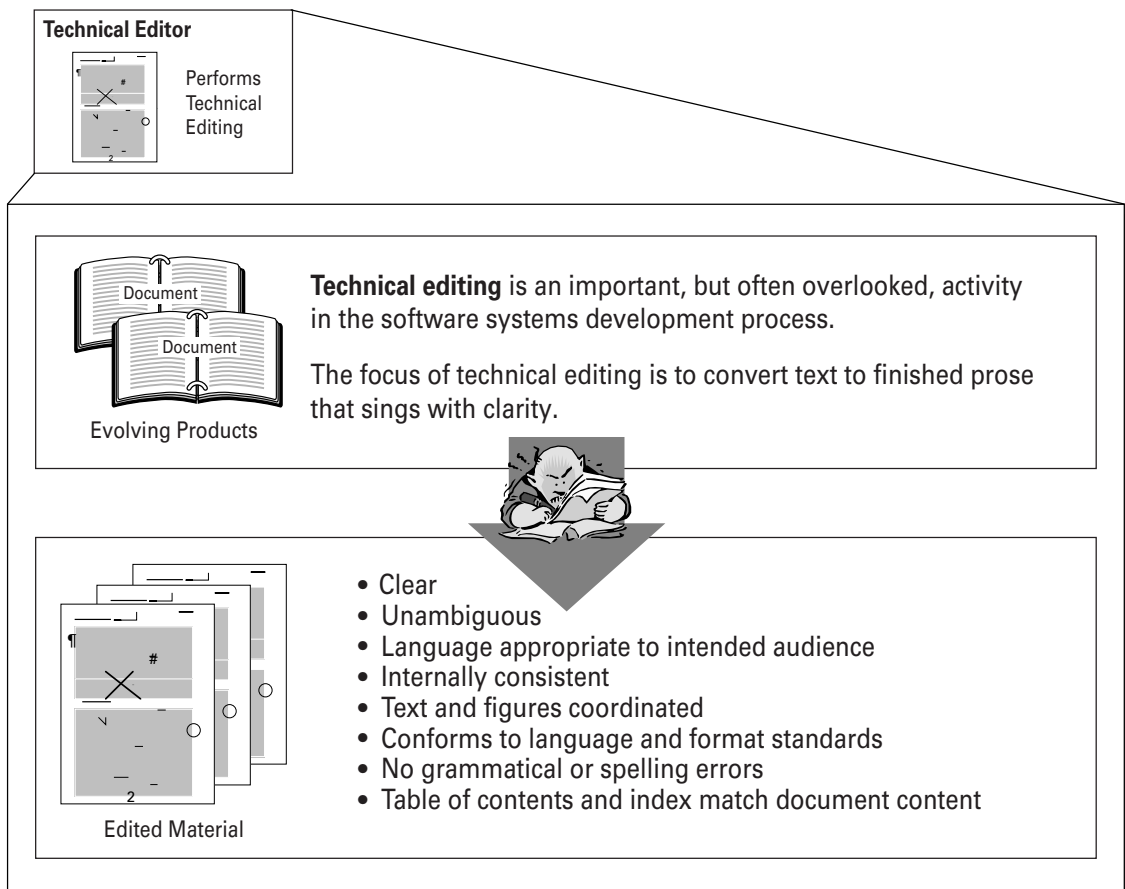 Technical Editor
¶
#
2
Performs
Technical
Editing
Document
Document
Evolving Products
Technical editing is an important, but often overlooked, activity
in the software systems development process.
The focus of technical editing is to convert text to finished prose
that sings with clarity.
¶
#
2
Edited Material
• Clear
• Unambiguous
• Language appropriate to intended audience
• Internally consistent
• Text and figures coordinated
• Conforms to language and format standards
• No grammatical or spelling errors
• Table of contents and index match document content